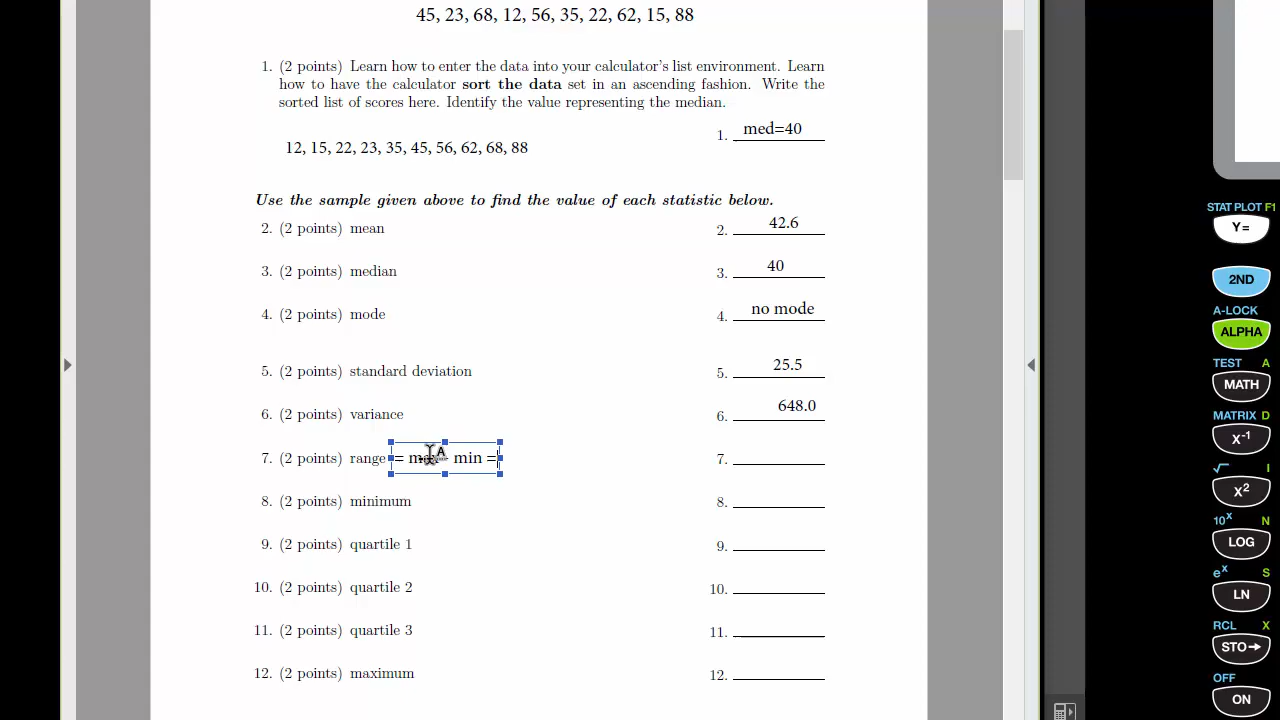 45, 23, 68, 12, 56, 35, 22, 62, 15, 88
1. (2 points) Learn how to enter the data into your calculator's list environment. Learn
how to have the calculator sort the data set in an ascending fashion. Write the
sorted list of scores here. Identify the value representing the median.
1. med=40
12, 15, 22, 23, 35, 45, 56, 62, 68, 88
Use the sample given above to find the value of each statistic below.
2. (2 points) mean 2. 42.6
3. (2 points) median 3. 40
4. (2 points) mode 4. no mode
5. (2 points) standard deviation 5. 25.5
6. (2 points) variance 6. 648.0
7. (2 points) range = - min = 7.
8. (2 points) minimum 8.
9. (2 points) quartile 1 9.
10. (2 points) quartile 2 10.
11. (2 points) quartile 3 11.
12. (2 points) maximum 12.
STAT PLOT F1
Y=
2ND
A-LOCK
ALPHA
TEST A
MATH
MATRIX D
X-1
√ I
X2
10x N
LOG
ex S
LN
RCL X
STO→
OFF
ON